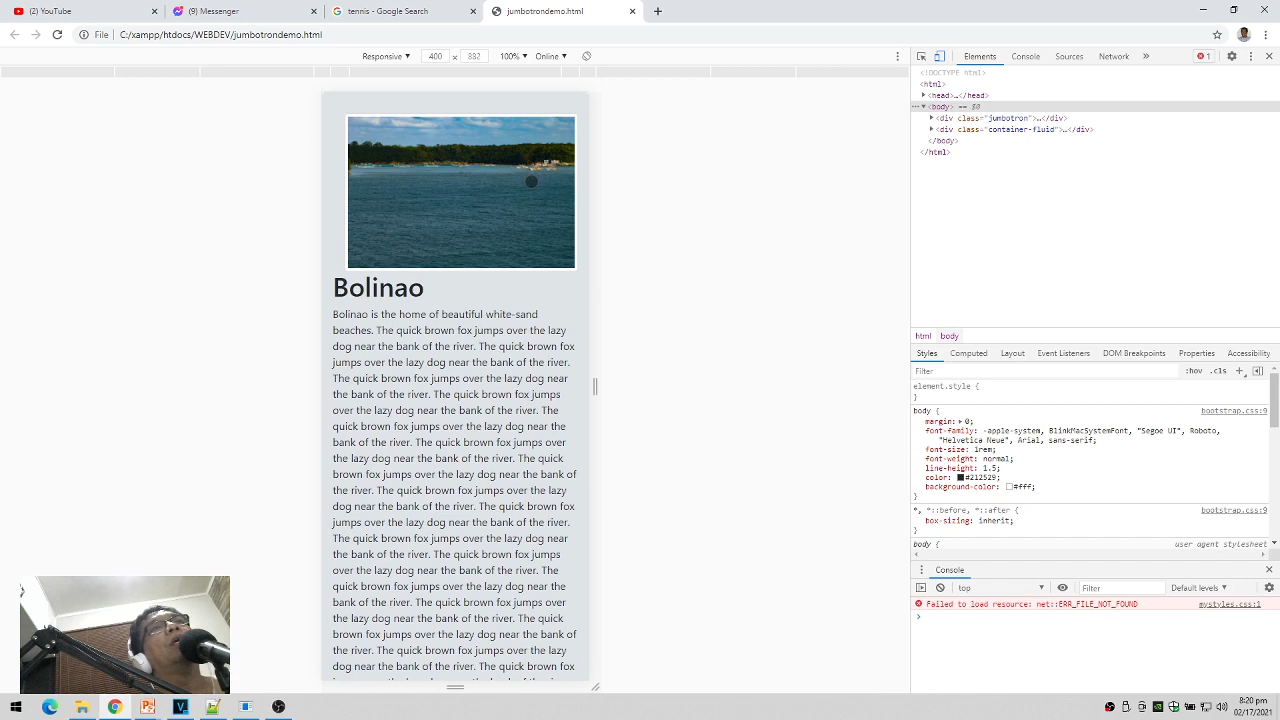 (2) YouTube
(9) Messenger
tennis - Google Search
jumbotrondemo.html
File
C:/xampp/htdocs/WEBDEV/jumbotrondemo.html
Responsive
400
x
882
100%
Online
Elements
Console
Sources
Network
1
<!DOCTYPE html>
<html>
<head>…</head>
<body> == $0
<div class="jumbotron">…</div>
<div class="container-fluid">…</div>
</body>
</html>
Bolinao
Bolinao is the home of beautiful white-sand
beaches. The quick brown fox jumps over the lazy
dog near the bank of the river. The quick brown fox
jumps over the lazy dog near the bank of the river.
The quick brown fox jumps over the lazy dog near
the bank of the river. The quick brown fox jumps
over the lazy dog near the bank of the river. The
quick brown fox jumps over the lazy dog near the
bank of the river. The quick brown fox jumps over
the lazy dog near the bank of the river. The quick
brown fox jumps over the lazy dog near the bank of
the river. The quick brown fox jumps over the lazy
dog near the bank of the river. The quick brown fox
jumps over the lazy dog near the bank of the river.
The quick brown fox jumps over the lazy dog near
the bank of the river. The quick brown fox jumps
over the lazy dog near the bank of the river. The
quick brown fox jumps over the lazy dog near the
bank of the river. The quick brown fox jumps over
the lazy dog near the bank of the river. The quick
brown fox jumps over the lazy dog near the bank of
the river. The quick brown fox jumps over the lazy
dog near the bank of the river. The quick brown fox
html
body
Styles
Computed
Layout
Event Listeners
DOM Breakpoints
Properties
Accessibility
Filter
:hov
.cls
element.style {
}
body {
bootstrap.css:9
margin: 0;
font-family: -apple-system, BlinkMacSystemFont, "Segoe UI", Roboto,
"Helvetica Neue", Arial, sans-serif;
font-size: 1rem;
font-weight: normal;
line-height: 1.5;
color: #212529;
background-color: #fff;
}
*, *::before, *::after {
bootstrap.css:9
box-sizing: inherit;
}
body {
user agent stylesheet
Console
top
Filter
Default levels
Failed to load resource: net::ERR_FILE_NOT_FOUND
mystyles.css:1
8:20 pm
02/17/2021